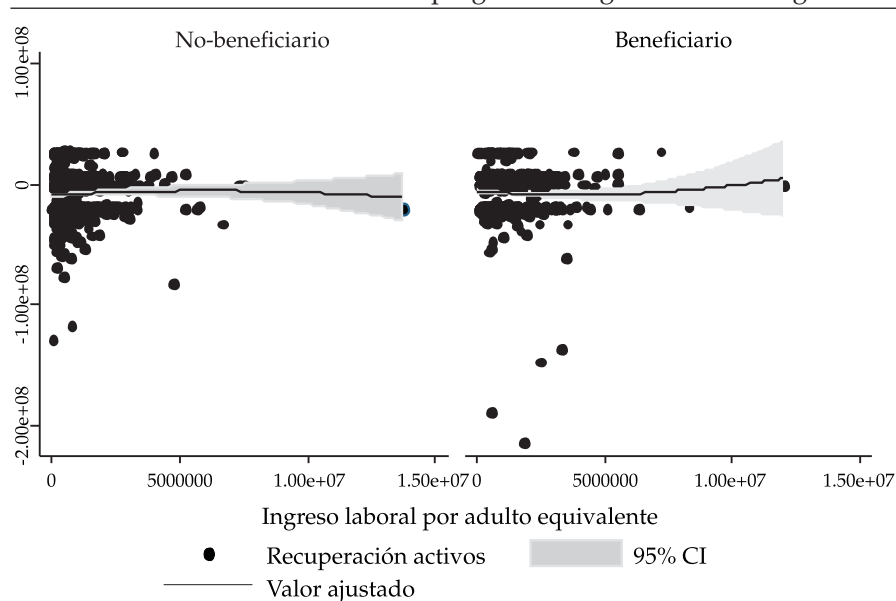 No-beneficiario Beneficiario
1.00e+08
0
-1.00e+08
-2.00e+08
0 5000000 1.00e+07 1.50e+07 0 5000000 1.00e+07 1.50e+07
Ingreso laboral por adulto equivalente
Recuperación activos 95% CI
Valor ajustado